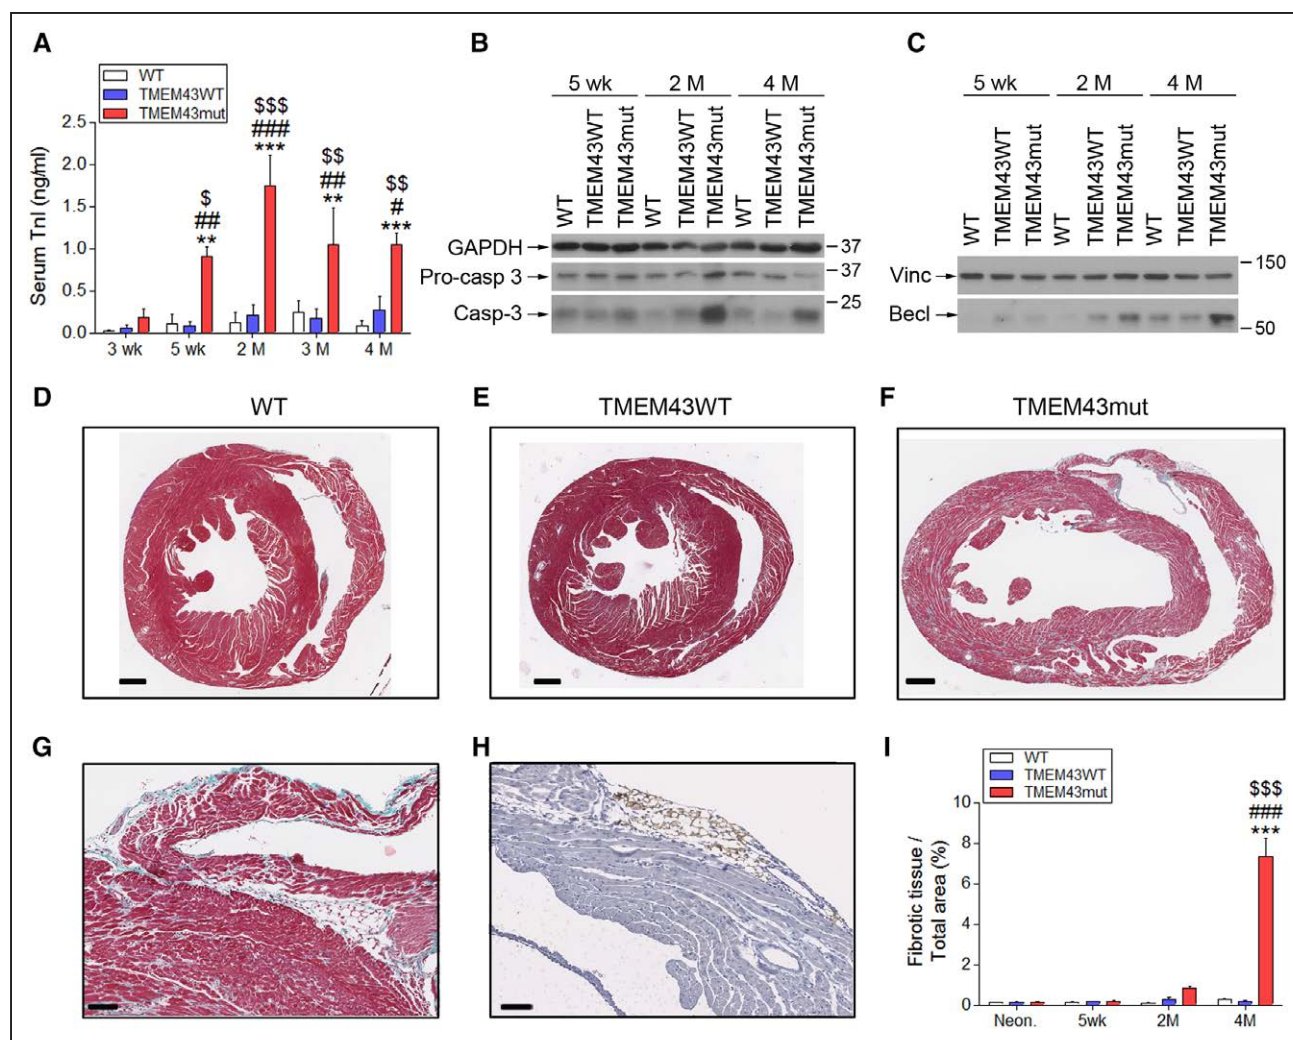 A
WT
TMEM43WT
TMEM43mut
Serum TnI (ng/ml)
2.5
2.0
1.5
1.0
0.5
0.0
$
##
**
$$$
###
***
$$
##
**
$$
#
***
3 wk 5 wk 2 M 3 M 4 M
B
5 wk 2 M 4 M
WT TMEM43WT TMEM43mut WT TMEM43WT TMEM43mut WT TMEM43WT TMEM43mut
GAPDH 37
Pro-casp 3 37
25
Casp-3
C
5 wk 2 M 4 M
WT TMEM43WT TMEM43mut WT TMEM43WT TMEM43mut WT TMEM43WT TMEM43mut
150
Vinc
Becl
50
D WT
E TMEM43WT
F TMEM43mut
G
H
I
WT
TMEM43WT
TMEM43mut
Fibrotic tissue /
Total area (%)
10
8
6
4
2
0
$$$
###
***
Neon. 5wk 2M 4M